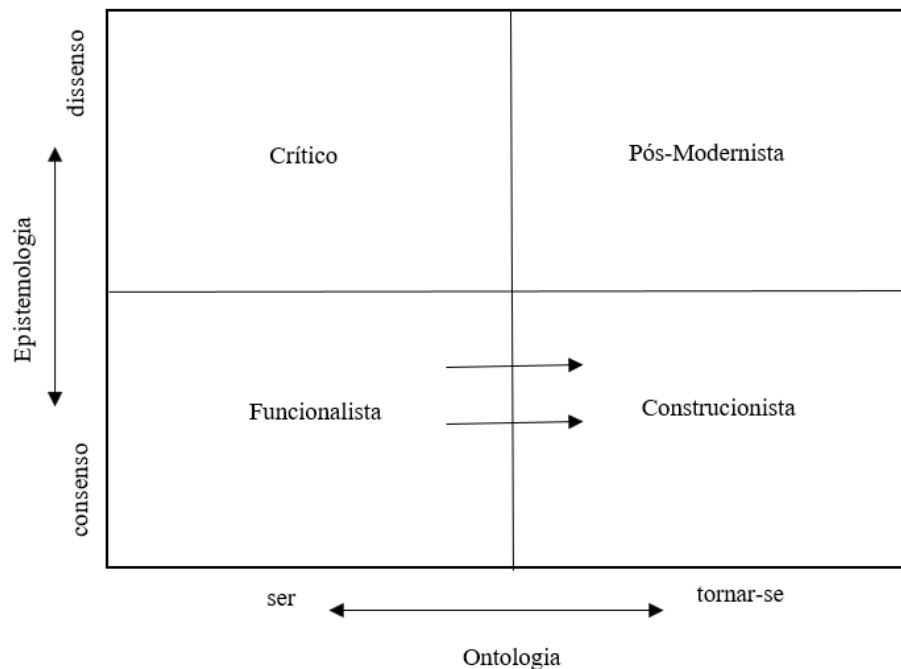 dissenso
Crítico
Pós-Modernista
Epistemologia
Funcionalista
Construcionista
consenso
ser
tornar-se
Ontologia